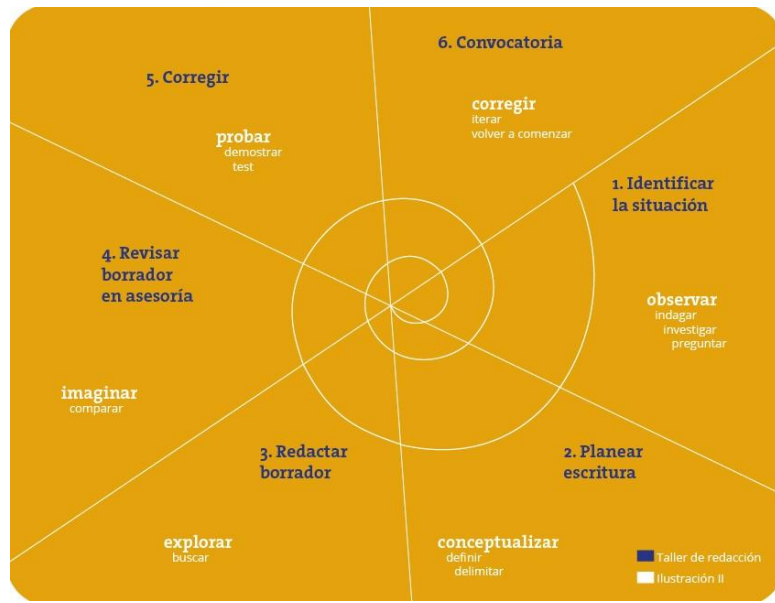 6. Convocatoria
corregir
iterar
volver a comenzar
5. Corregir
probar
demostrar
test
1. Identificar
la situación
observar
indagar
investigar
preguntar
4. Revisar
borrador
en asesoría
imaginar
comparar
3. Redactar
borrador
explorar
buscar
2. Planear
escritura
conceptualizar
definir
delimitar
Taller de redacción
Ilustración II